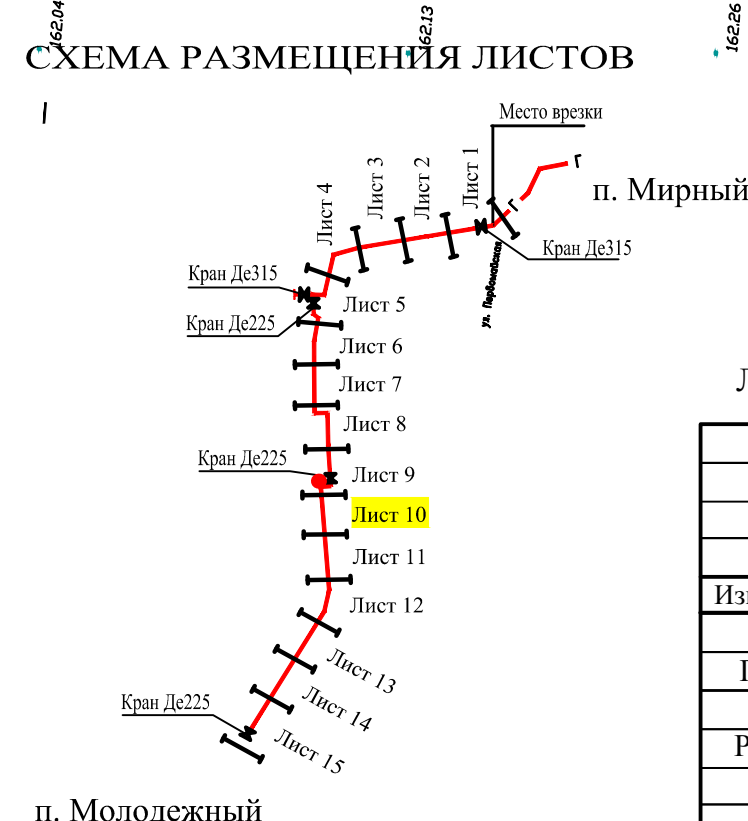 162.04
162.13
162.26
СХЕМА РАЗМЕЩЕНИЯ ЛИСТОВ
Место врезки
Г
Г
п. Мирный
Лист 1
Лист 2
Лист 3
Лист 4
Кран Де315
ул. Первомайская
Кран Де315
Лист 5
Кран Де225
Лист 6
Лист 7
Лист 8
Кран Де225
Лист 9
Лист 10
Лист 11
Лист 12
Лист 13
Кран Де225
Лист 14
Лист 15
п. Молодежный